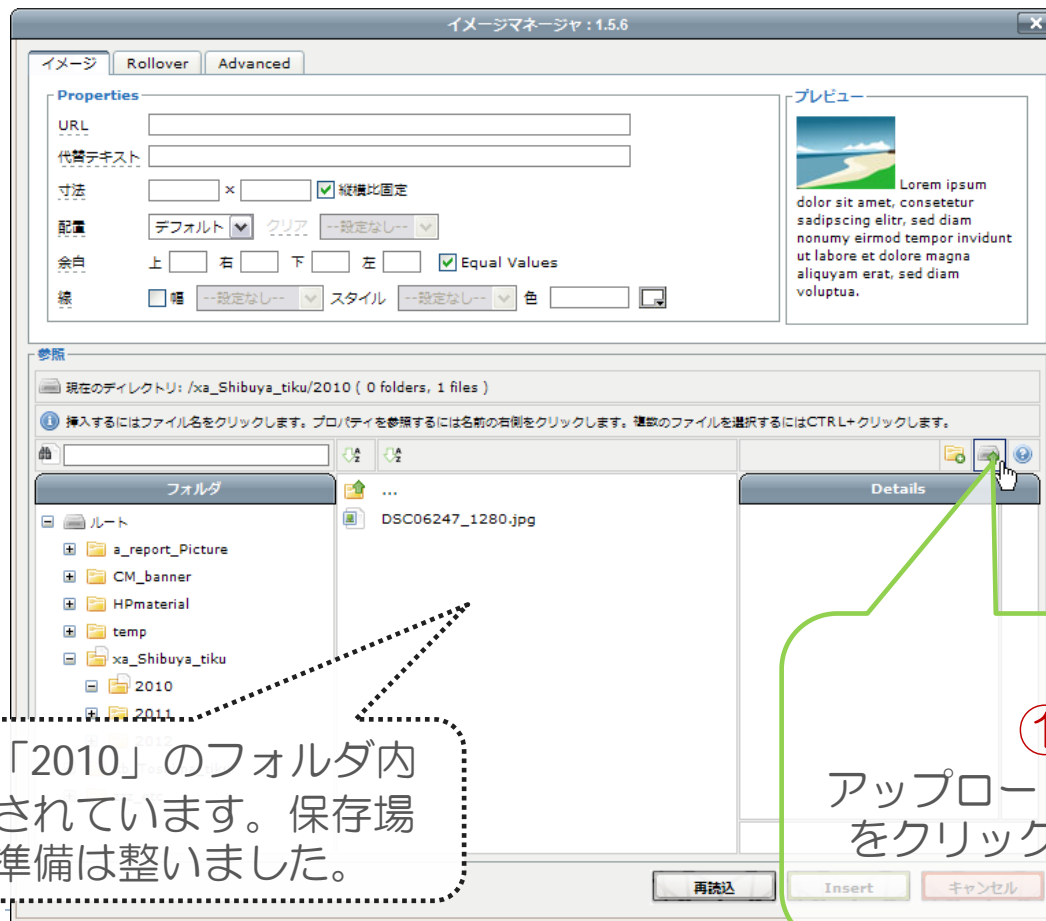 イメージマネージャ : 1.5.6
イメージ Rollover Advanced
Properties
URL
代替テキスト
寸法 × 縦横比固定
配置 デフォルト クリア --設定なし--
余白 上 右 下 左 Equal Values
線 幅 --設定なし-- スタイル --設定なし-- 色
プレビュー
Lorem ipsum
dolor sit amet, consetetur
sadipscing elitr, sed diam
nonumy eirmod tempor invidunt
ut labore et dolore magna
aliquyam erat, sed diam
voluptua.
参照
現在のディレクトリ: /xa_Shibuya_tiku/2010 ( 0 folders, 1 files )
挿入するにはファイル名をクリックします。プロパティを参照するには名前の右側をクリックします。複数のファイルを選択するにはCTRL+クリックします。
フォルダ
Details
ルート
a_report_Picture
CM_banner
HPmaterial
temp
xa_Shibuya_tiku
2010
2011
2012
...
DSC06247_1280.jpg
「2010」のフォルダ内
されています。保存場
準備は整いました。
①
アップロー
をクリック
再読込 Insert キャンセル